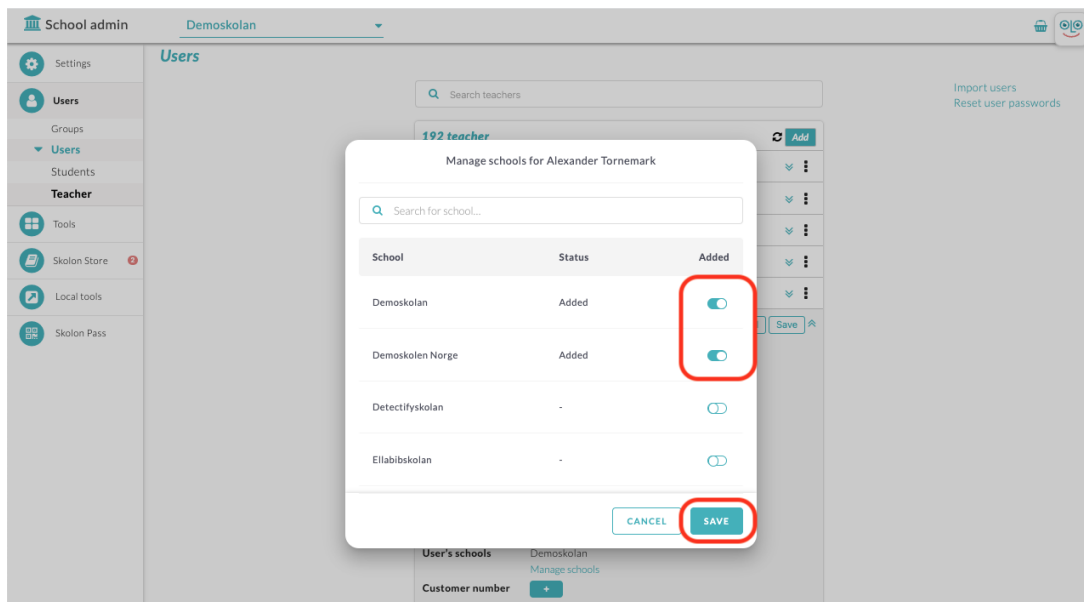 School admin
Demoskolan
Settings
Users
Groups
Users
Students
Teacher
Tools
Skolon Store 2
Local tools
Skolon Pass
Users
Search teachers
Import users
Reset user passwords
192 teacher
Add
Save
Manage schools for Alexander Tornemark
Search for school...
School Status Added
Demoskolan Added
Demoskolen Norge Added
Detectifyskolan -
Ellabibskolan -
CANCEL SAVE
User's schools Demoskolan
Manage schools
Customer number +